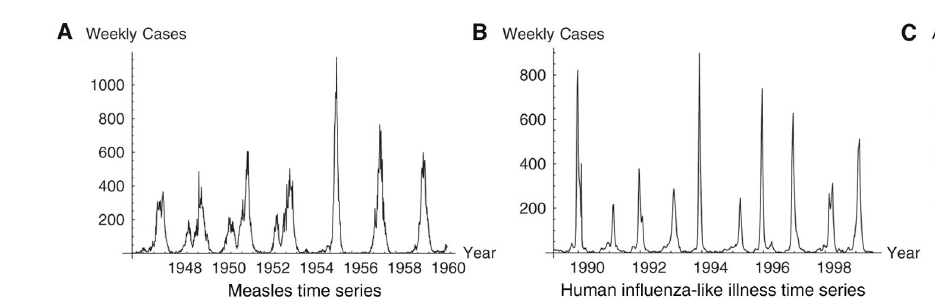 A Weekly Cases
1000
800
600
400
200
1948 1950 1952 1954 1956 1958 1960 Year
Measles time series
B Weekly Cases
800
600
400
200
1990 1992 1994 1996 1998 Year
Human influenza-like illness time series
C